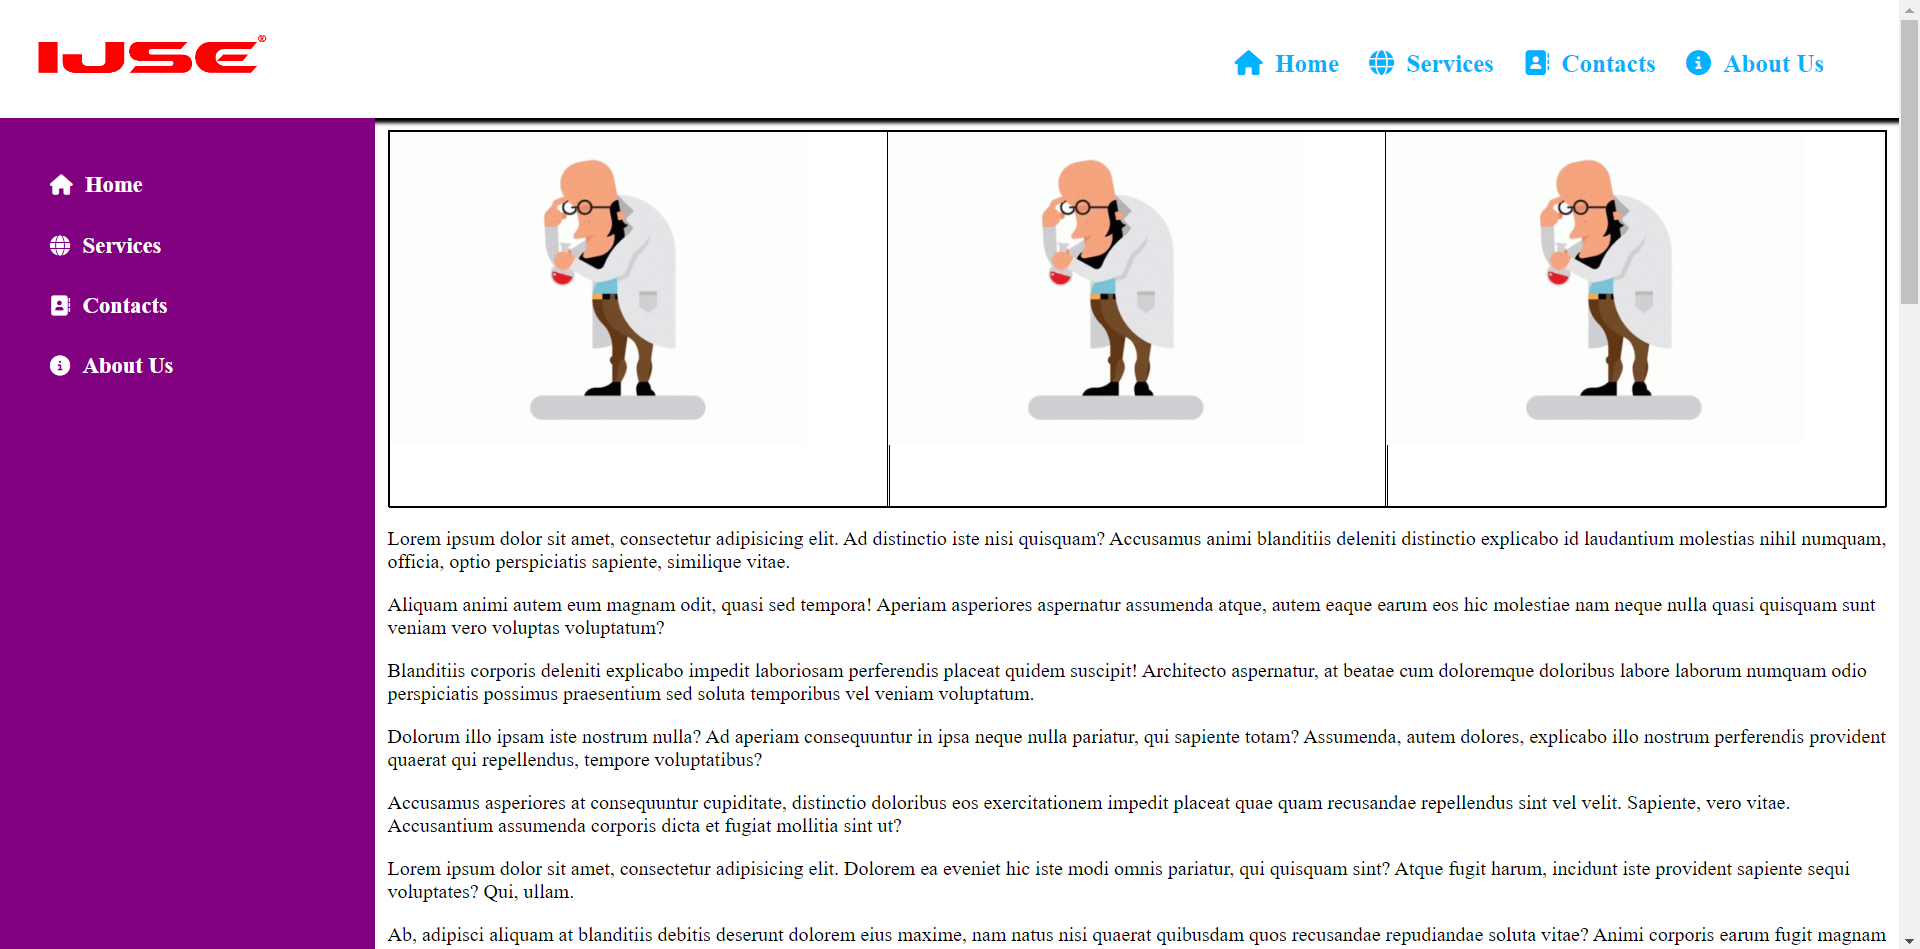 IJSE®
Home Services Contacts About Us
Home
Services
Contacts
About Us
Lorem ipsum dolor sit amet, consectetur adipisicing elit. Ad distinctio iste nisi quisquam? Accusamus animi blanditiis deleniti distinctio explicabo id laudantium molestias nihil numquam,
officia, optio perspiciatis sapiente, similique vitae.
Aliquam animi autem eum magnam odit, quasi sed tempora! Aperiam asperiores aspernatur assumenda atque, autem eaque earum eos hic molestiae nam neque nulla quasi quisquam sunt
veniam vero voluptas voluptatum?
Blanditiis corporis deleniti explicabo impedit laboriosam perferendis placeat quidem suscipit! Architecto aspernatur, at beatae cum doloremque doloribus labore laborum numquam odio
perspiciatis possimus praesentium sed soluta temporibus vel veniam voluptatum.
Dolorum illo ipsam iste nostrum nulla? Ad aperiam consequuntur in ipsa neque nulla pariatur, qui sapiente totam? Assumenda, autem dolores, explicabo illo nostrum perferendis provident
quaerat qui repellendus, tempore voluptatibus?
Accusamus asperiores at consequuntur cupiditate, distinctio doloribus eos exercitationem impedit placeat quae quam recusandae repellendus sint vel velit. Sapiente, vero vitae.
Accusantium assumenda corporis dicta et fugiat mollitia sint ut?
Lorem ipsum dolor sit amet, consectetur adipisicing elit. Dolorem ea eveniet hic iste modi omnis pariatur, qui quisquam sint? Atque fugit harum, incidunt iste provident sapiente sequi
voluptates? Qui, ullam.
Ab, adipisci aliquam at blanditiis debitis deserunt dolorem eius maxime, nam natus nisi quaerat quibusdam quos recusandae repudiandae soluta vitae? Animi corporis earum fugit magnam